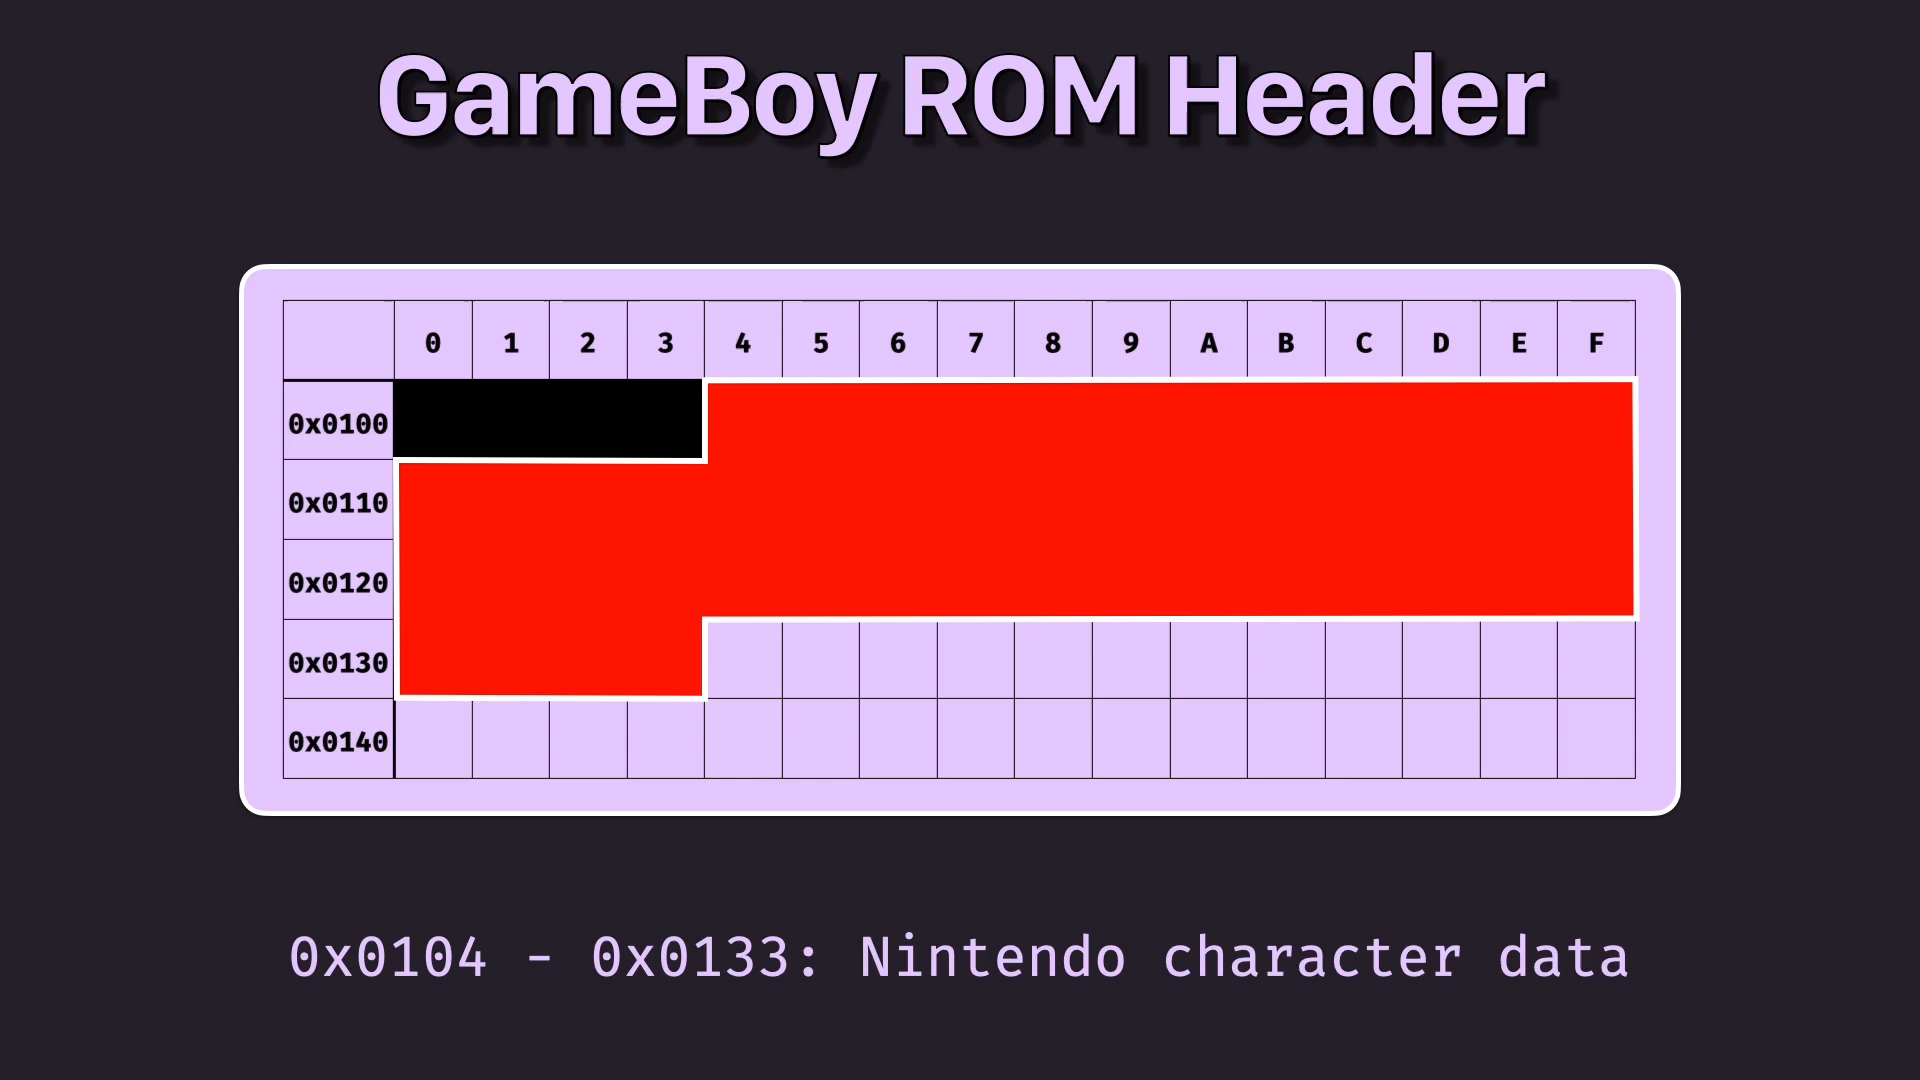 GameBoy ROM Header
0 1 2 3 4 5 6 7 8 9 A B C D E F
0x0100
0x0110
0x0120
0x0130
0x0140
0x0104 - 0x0133: Nintendo character data